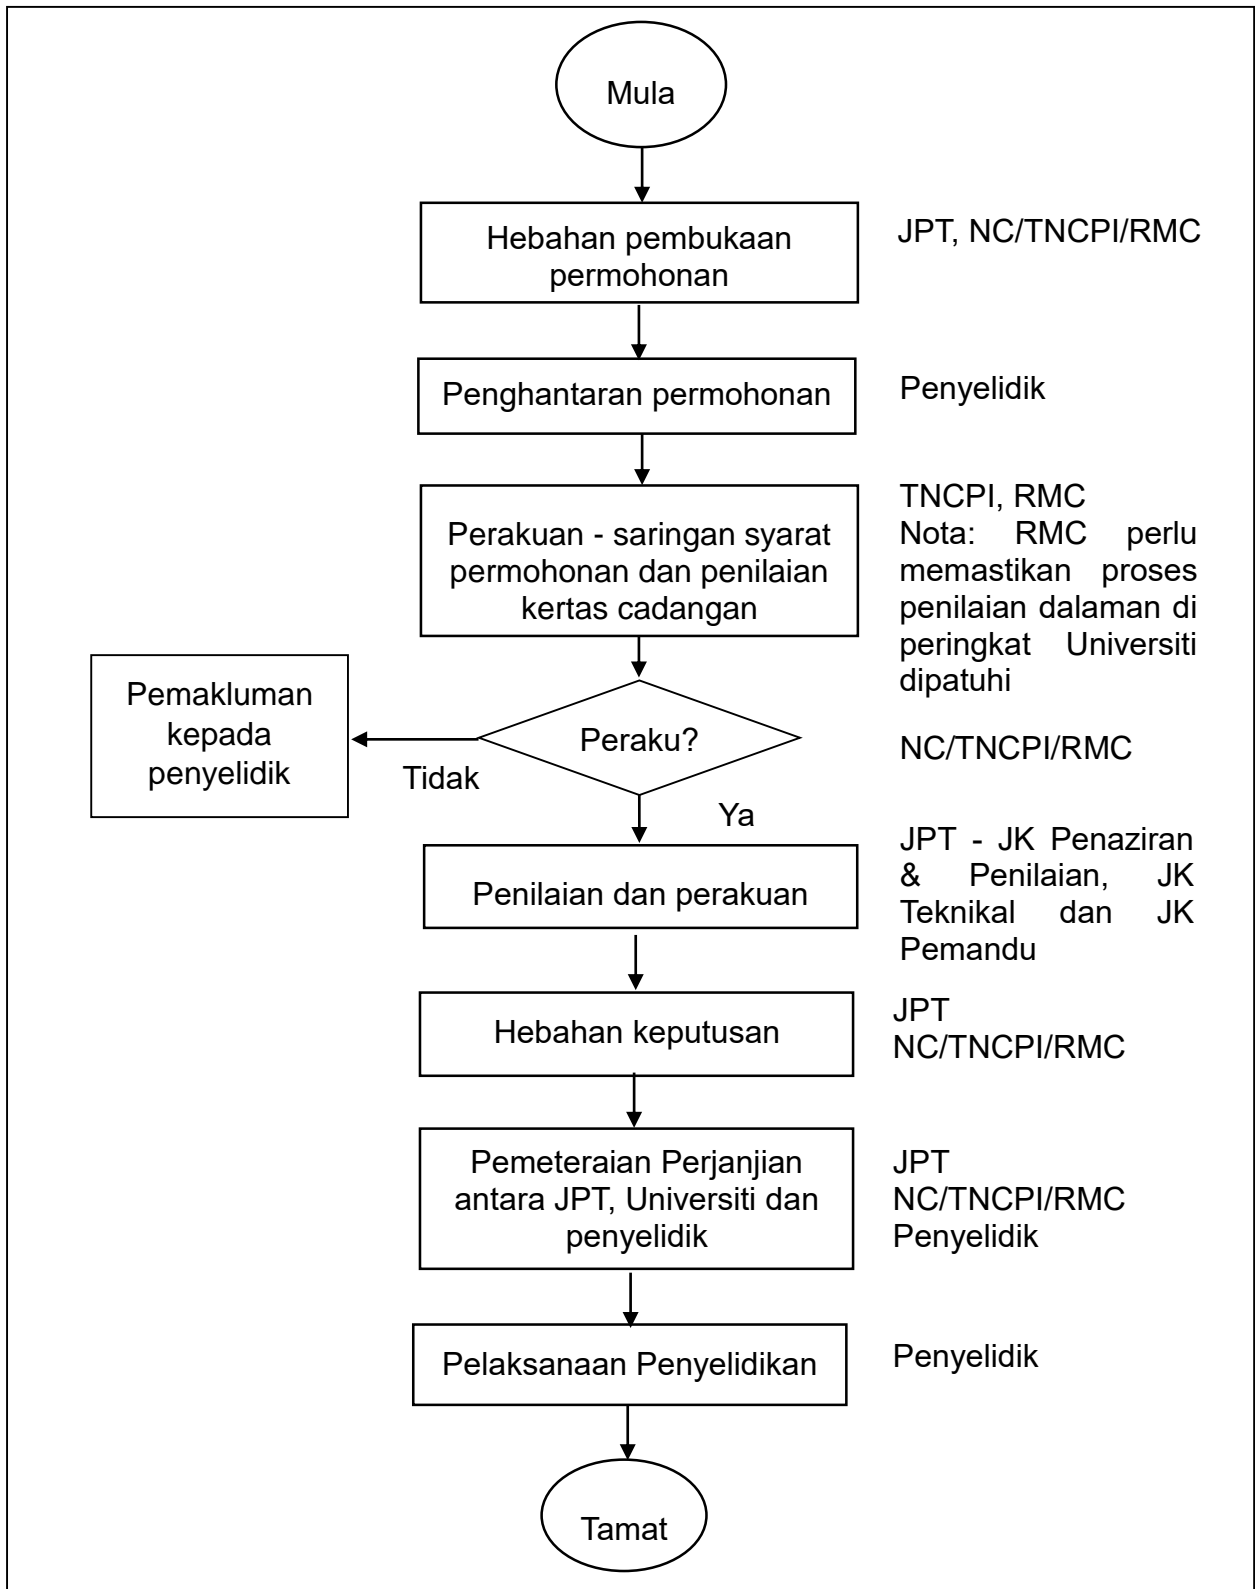 Mula
Hebahan pembukaan
permohonan
JPT, NC/TNCPI/RMC
Penghantaran permohonan
Penyelidik
Perakuan - saringan syarat
permohonan dan penilaian
kertas cadangan
TNCPI, RMC
Nota: RMC perlu
memastikan proses
penilaian dalaman di
peringkat Universiti
dipatuhi
Pemakluman
kepada
penyelidik
Tidak
Peraku?
NC/TNCPI/RMC
Ya
Penilaian dan perakuan
JPT - JK Penaziran
& Penilaian, JK
Teknikal dan JK
Pemandu
Hebahan keputusan
JPT
NC/TNCPI/RMC
Pemeteraian Perjanjian
antara JPT, Universiti dan
penyelidik
JPT
NC/TNCPI/RMC
Penyelidik
Pelaksanaan Penyelidikan
Penyelidik
Tamat